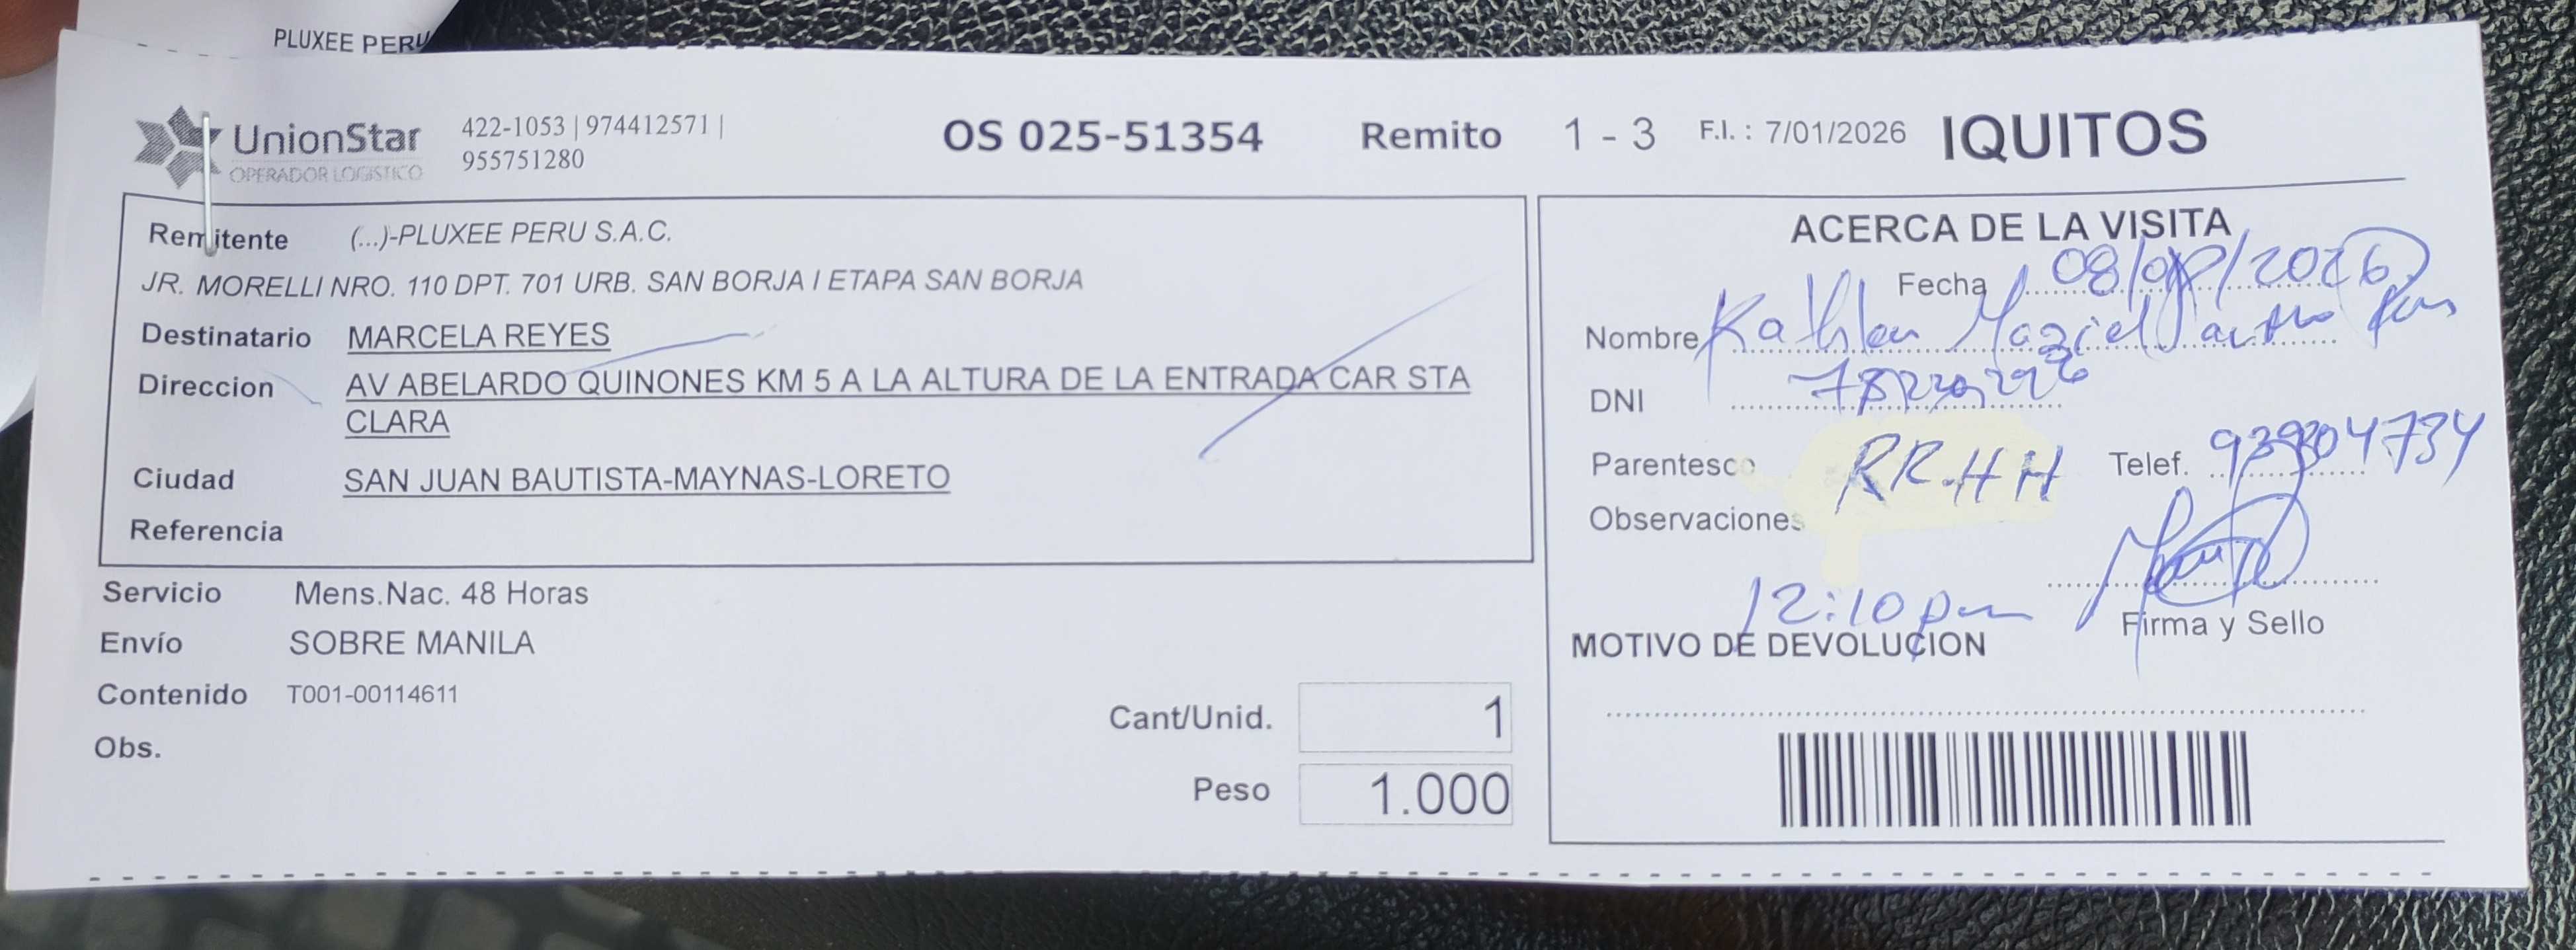 PLUXEE PERU
UnionStar
OPERADOR LOGISTICO
422-1053 | 974412571 |
955751280
OS 025-51354 Remito 1 - 3 F.I. : 7/01/2026 IQUITOS
Remitente (...)-PLUXEE PERU S.A.C.
JR. MORELLI NRO. 110 DPT. 701 URB. SAN BORJA I ETAPA SAN BORJA
Destinatario MARCELA REYES
Direccion AV ABELARDO QUINONES KM 5 A LA ALTURA DE LA ENTRADA CAR STA
CLARA
Ciudad SAN JUAN BAUTISTA-MAYNAS-LORETO
Referencia
Servicio Mens.Nac. 48 Horas
Envío SOBRE MANILA
Contenido T001-00114611
Obs.
Cant/Unid. 1
Peso 1.000
ACERCA DE LA VISITA
Fecha 08/ /2026
Nombre
DNI
Parentesco RR.HH Telef.
Observaciones
12:10 pm
Firma y Sello
MOTIVO DE DEVOLUCION